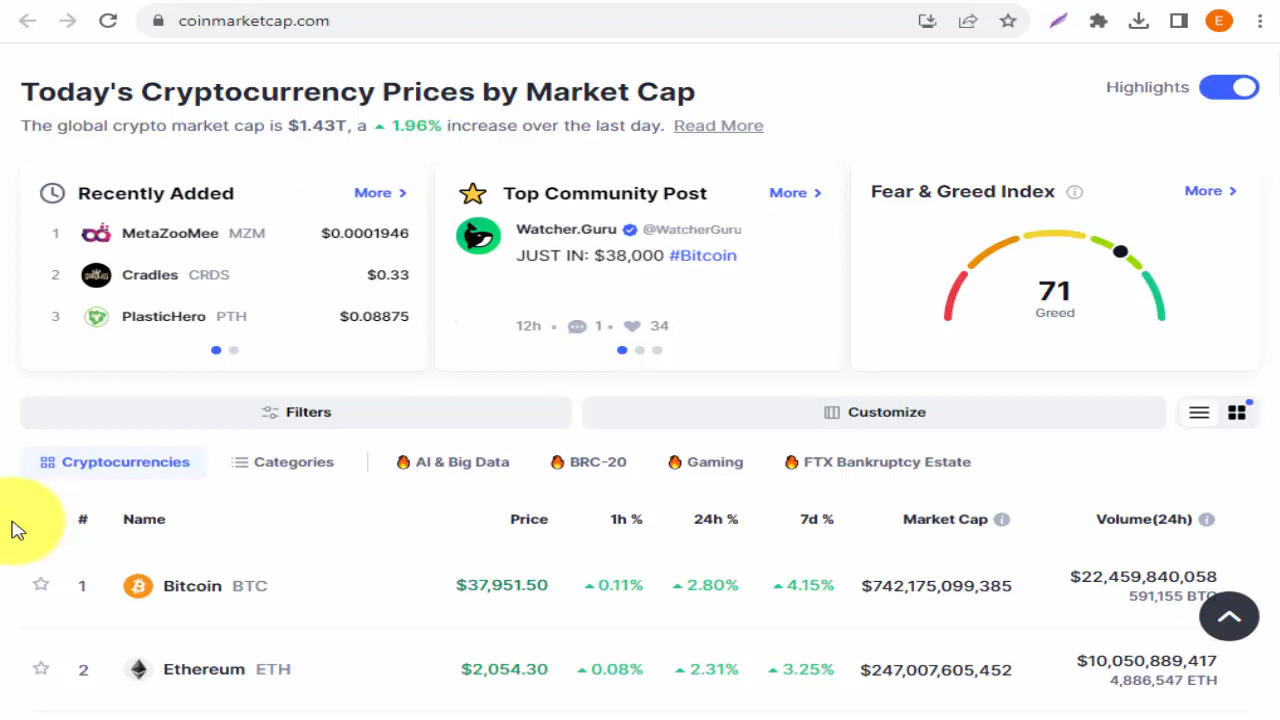 coinmarketcap.com
E
Today's Cryptocurrency Prices by Market Cap
Highlights
The global crypto market cap is $1.43T, a 1.96% increase over the last day. Read More
Recently Added
More >
1 MetaZooMee MZM $0.0001946
2 Cradles CRDS $0.33
3 PlasticHero PTH $0.08875
Top Community Post
More >
Watcher.Guru @WatcherGuru
JUST IN: $38,000 #Bitcoin
12h • 1 • 34
Fear & Greed Index
More >
71
Greed
Filters
Customize
Cryptocurrencies Categories AI & Big Data BRC-20 Gaming FTX Bankruptcy Estate
# Name Price 1h % 24h % 7d % Market Cap Volume(24h)
1 Bitcoin BTC $37,951.50 0.11% 2.80% 4.15% $742,175,099,385 $22,459,840,058
591,155 BTC
2 Ethereum ETH $2,054.30 0.08% 2.31% 3.25% $247,007,605,452 $10,050,889,417
4,886,547 ETH